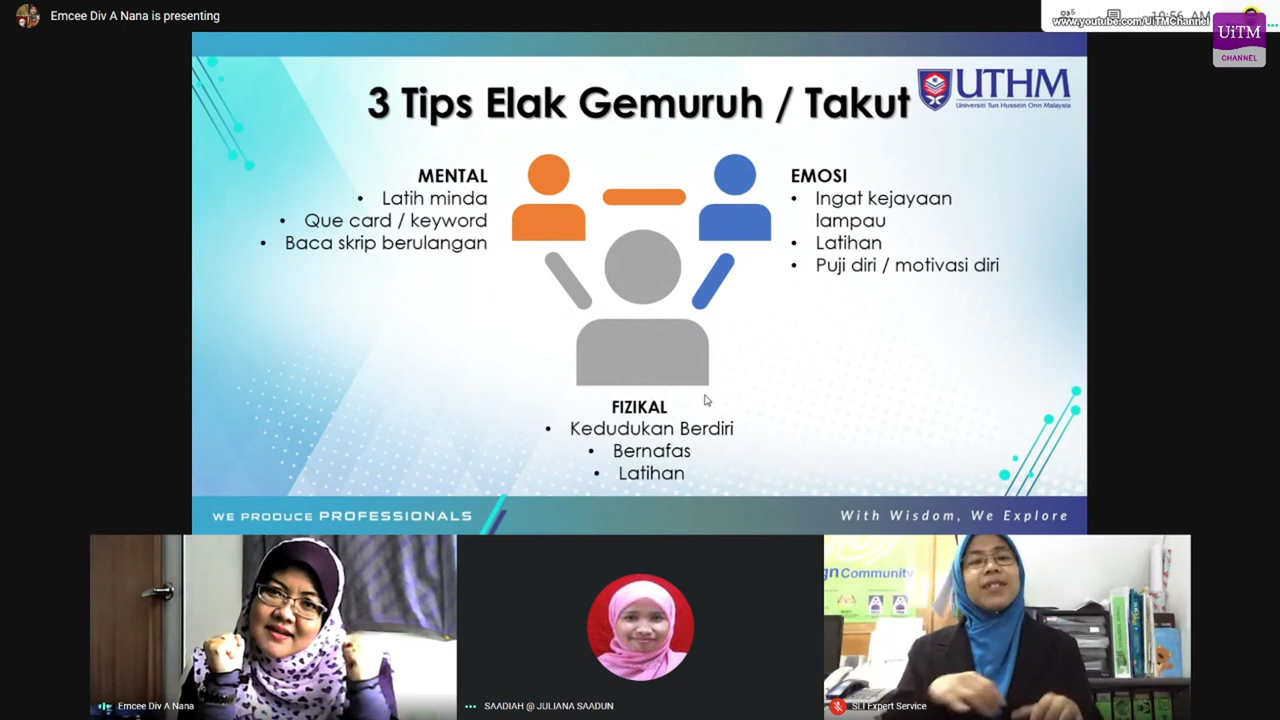 Emcee Div A Nana is presenting
www.youtube.com/UiTMChannel
UiTM
CHANNEL
3 Tips Elak Gemuruh / Takut
UTHM
Universiti Tun Hussein Onn Malaysia
MENTAL
• Latih minda
• Que card / keyword
• Baca skrip berulangan
EMOSI
• Ingat kejayaan
lampau
• Latihan
• Puji diri / motivasi diri
FIZIKAL
• Kedudukan Berdiri
• Bernafas
• Latihan
WE PRODUCE PROFESSIONALS
With Wisdom, We Explore
gn Community
Emcee Div A Nana
SAADIAH @ JULIANA SAADUN
SLI Expert Service